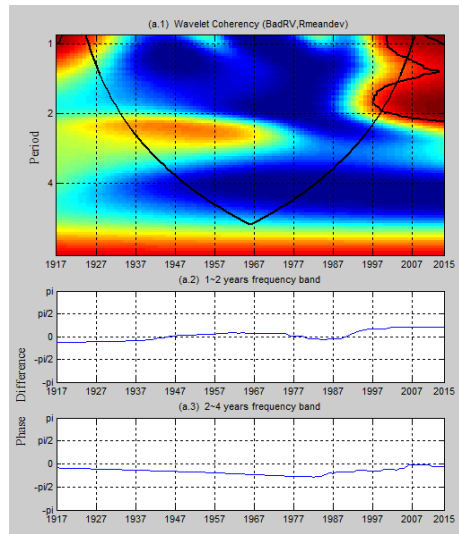 (a.1) Wavelet Coherency (BadRV,Rmeandev)
1
2
4
Period
1917 1927 1937 1947 1957 1967 1977 1987 1997 2007 2015
(a.2) 1~2 years frequency band
pi
pi/2
0
-pi/2
-pi
1917 1927 1937 1947 1957 1967 1977 1987 1997 2007 2015
(a.3) 2~4 years frequency band
pi
pi/2
0
-pi/2
-pi
1917 1927 1937 1947 1957 1967 1977 1987 1997 2007 2015
Phase Difference